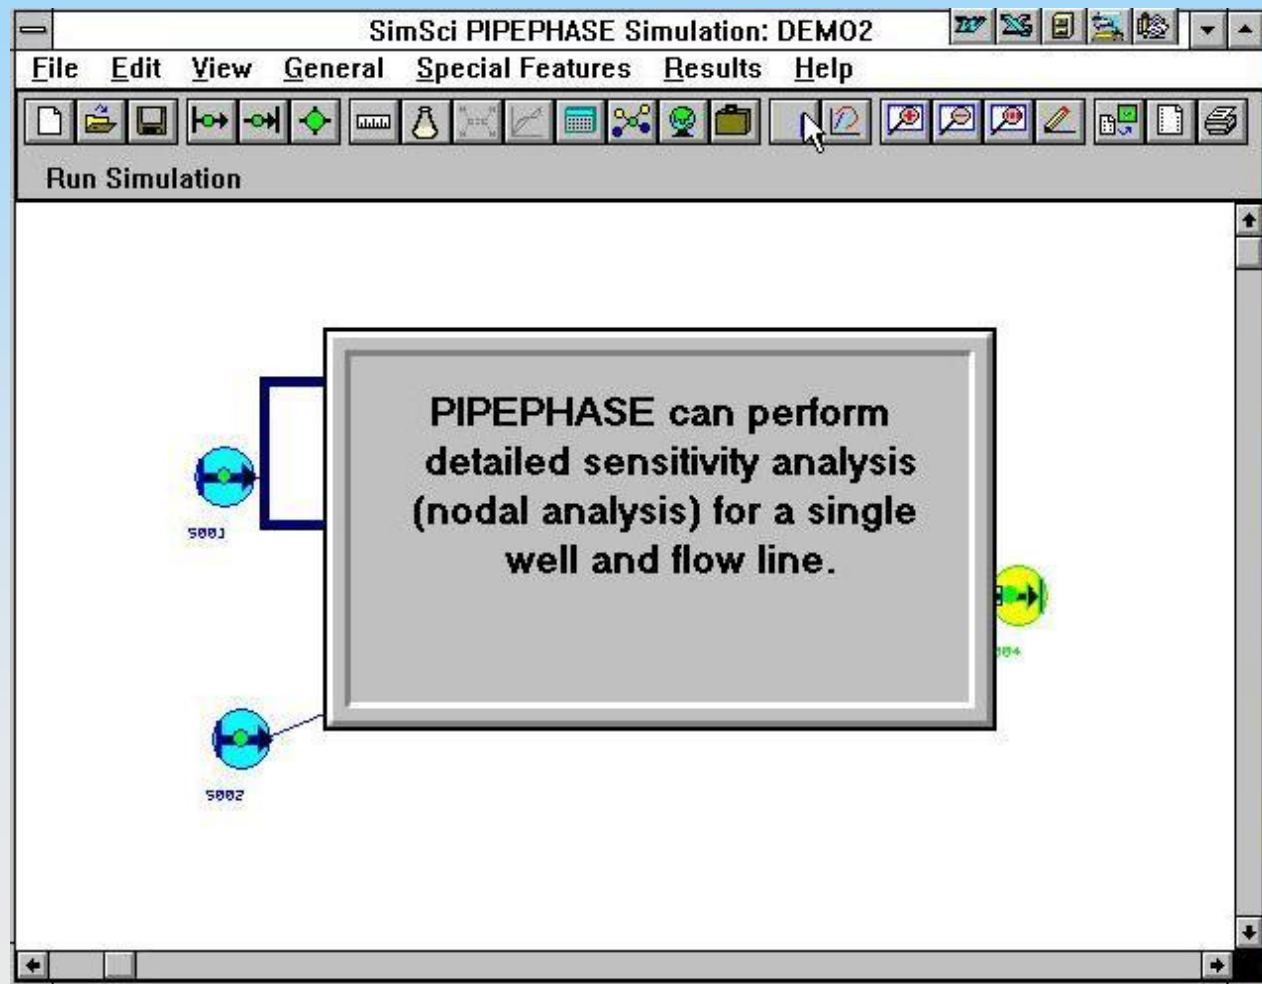 SimSci PIPEPHASE Simulation: DEMO2
File Edit View General Special Features Results Help
Run Simulation
PIPEPHASE can perform
detailed sensitivity analysis
(nodal analysis) for a single
well and flow line.
S001
004
S002